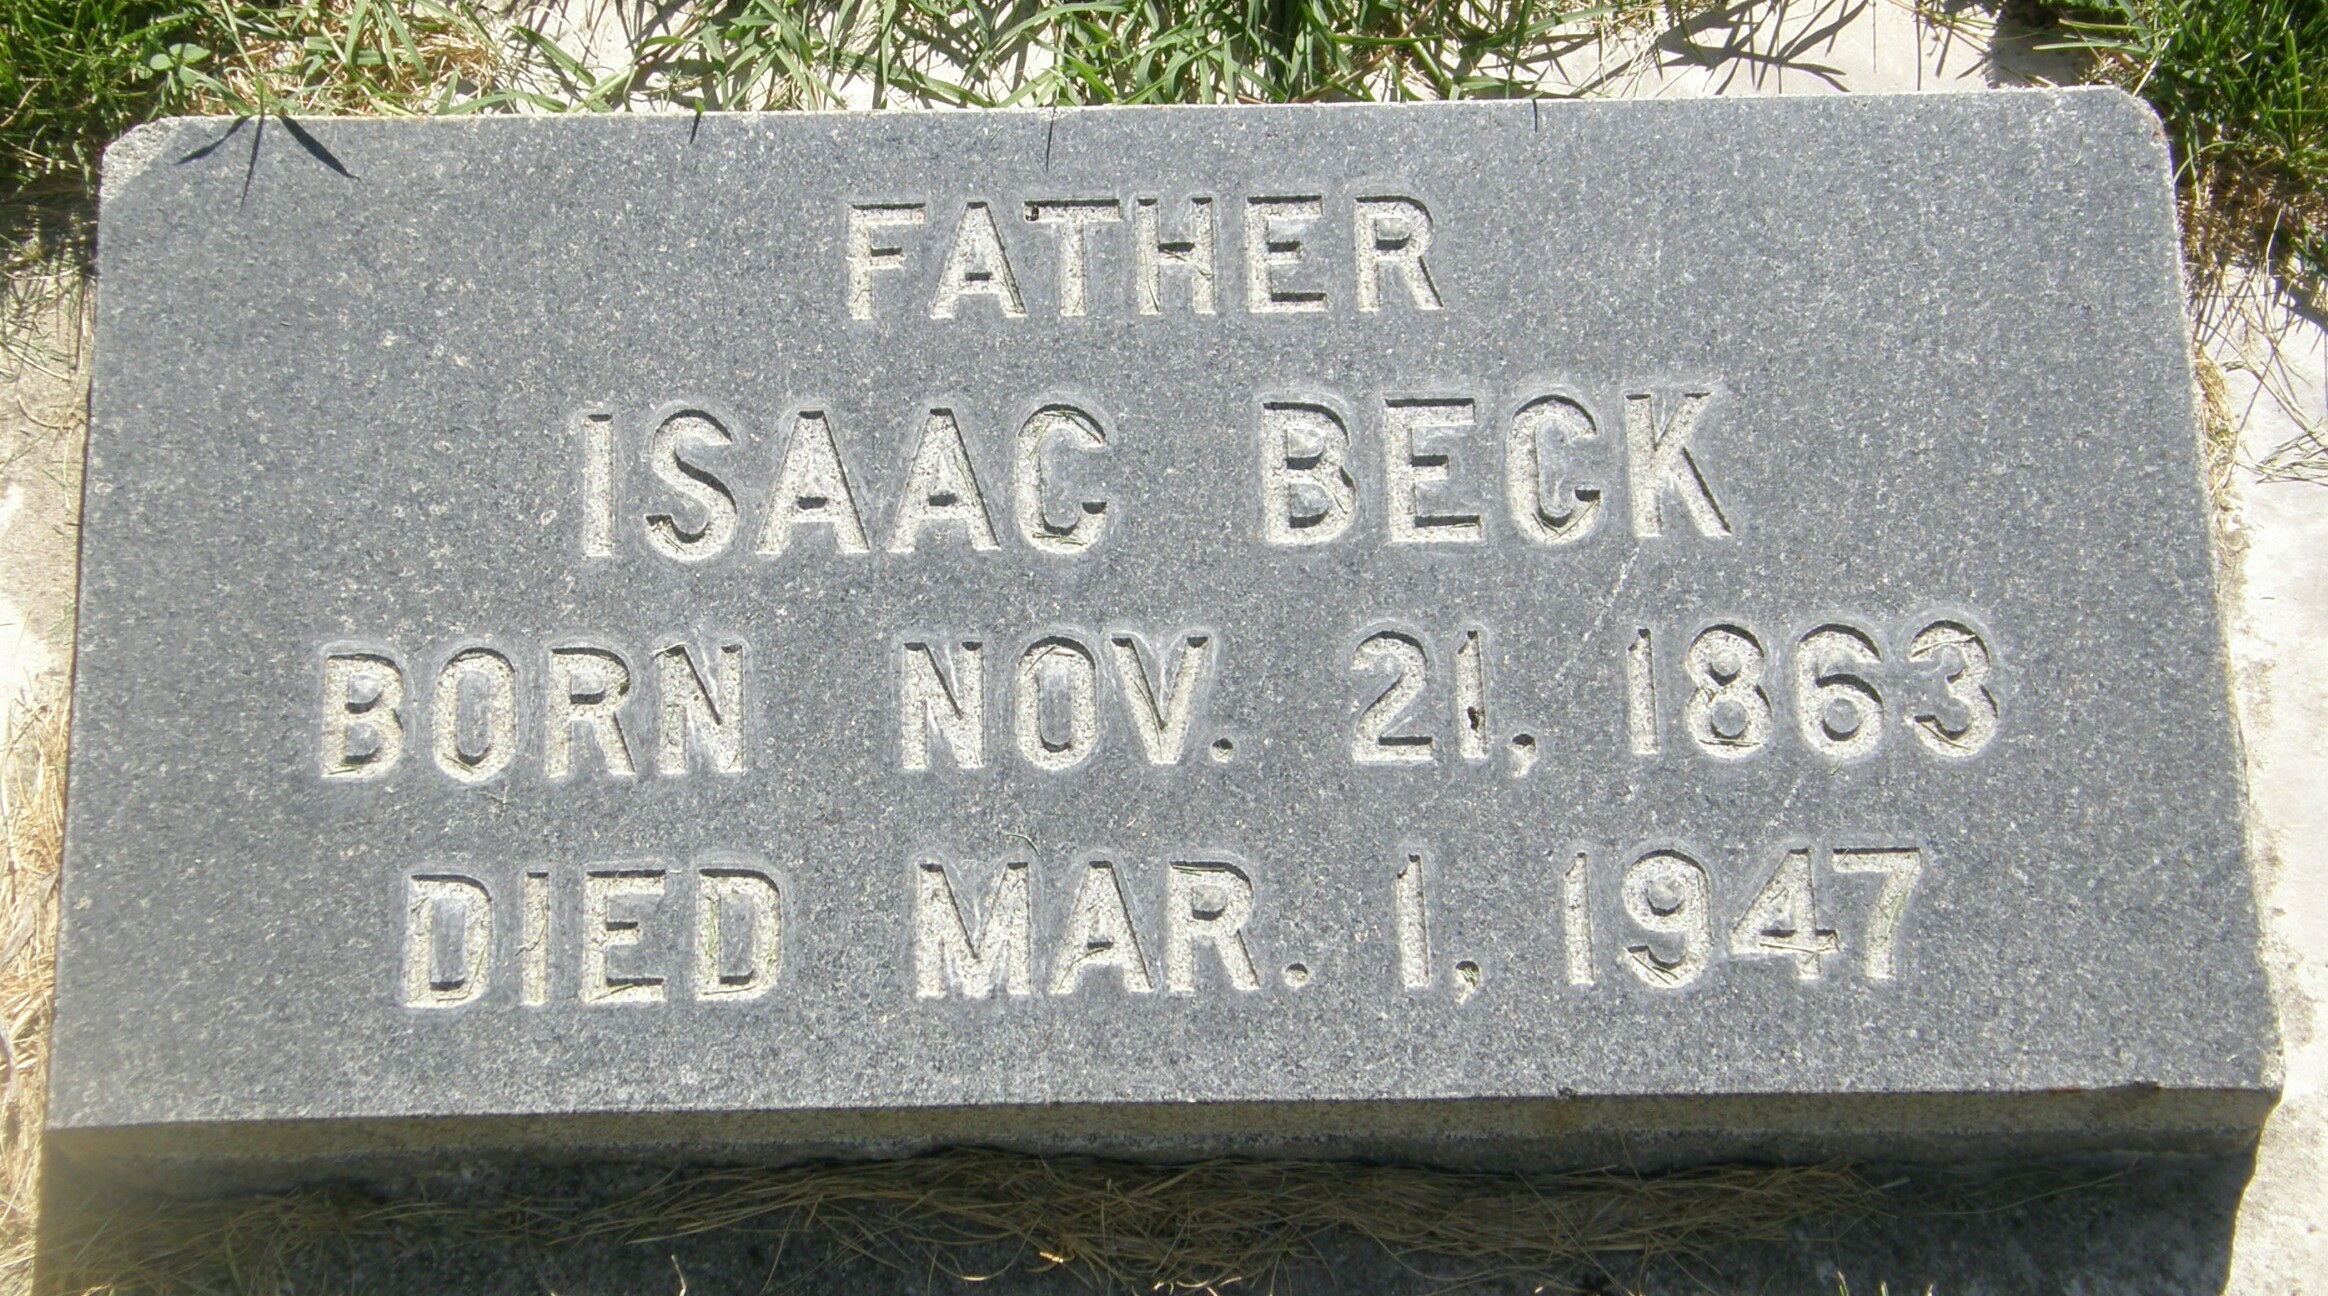 FATHER
ISAAC BECK
BORN NOV. 21, 1863
DIED MAR. 1, 1947